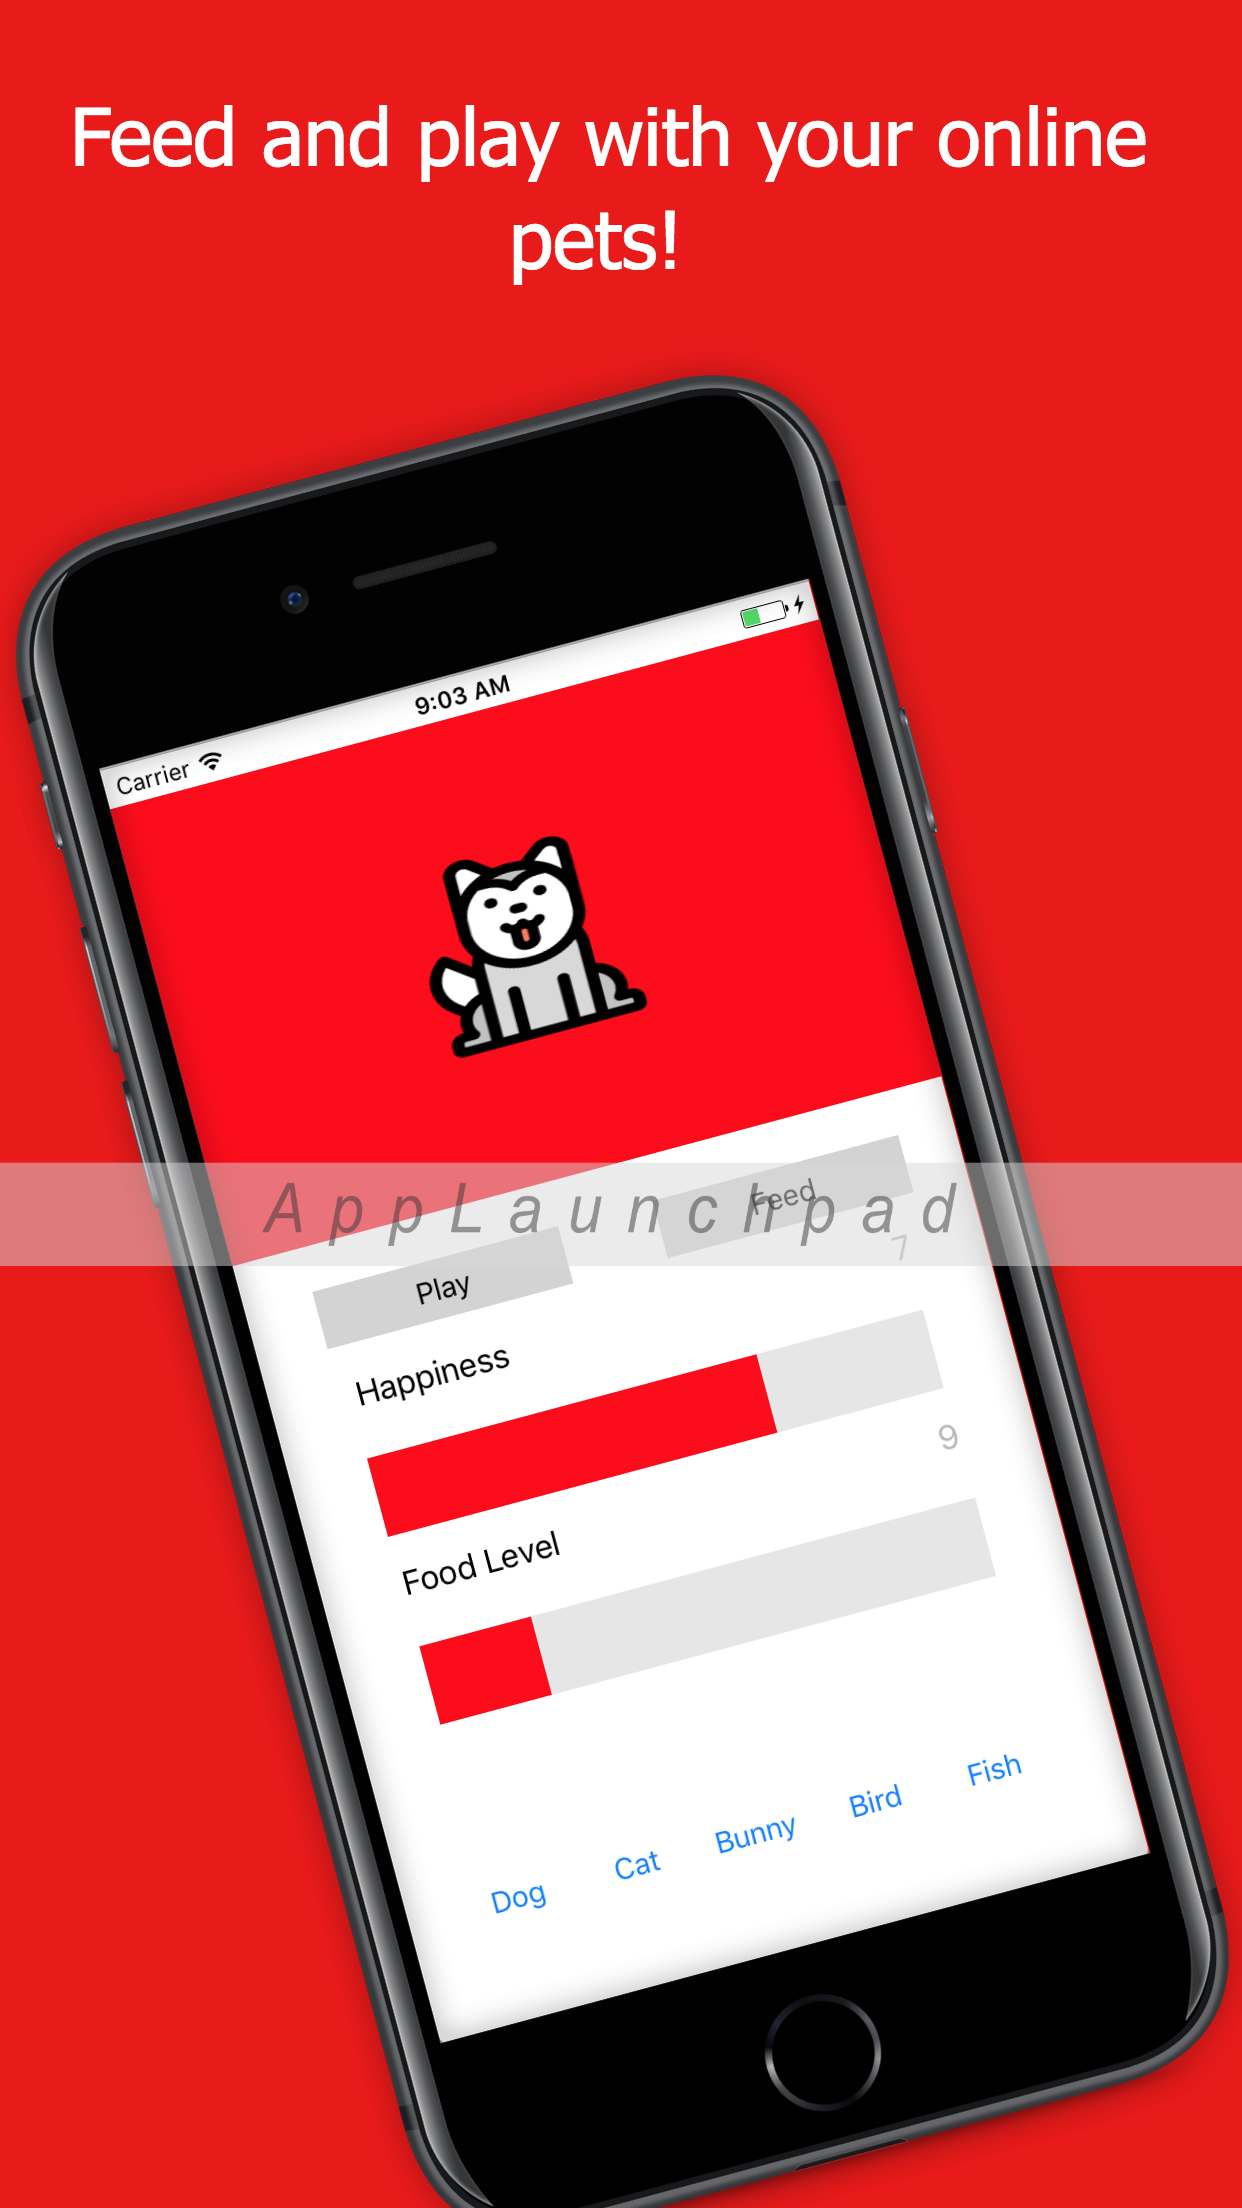 Feed and play with your online
pets!
9:03 AM
Carrier
AppLaunchpad
Feed
Play
7
Happiness
9
Food Level
Dog Cat Bunny Bird Fish